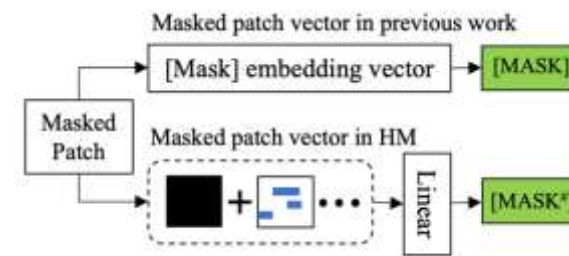 Masked patch vector in previous work
[Mask] embedding vector
[MASK]
Masked
Patch
Masked patch vector in HM
Linear